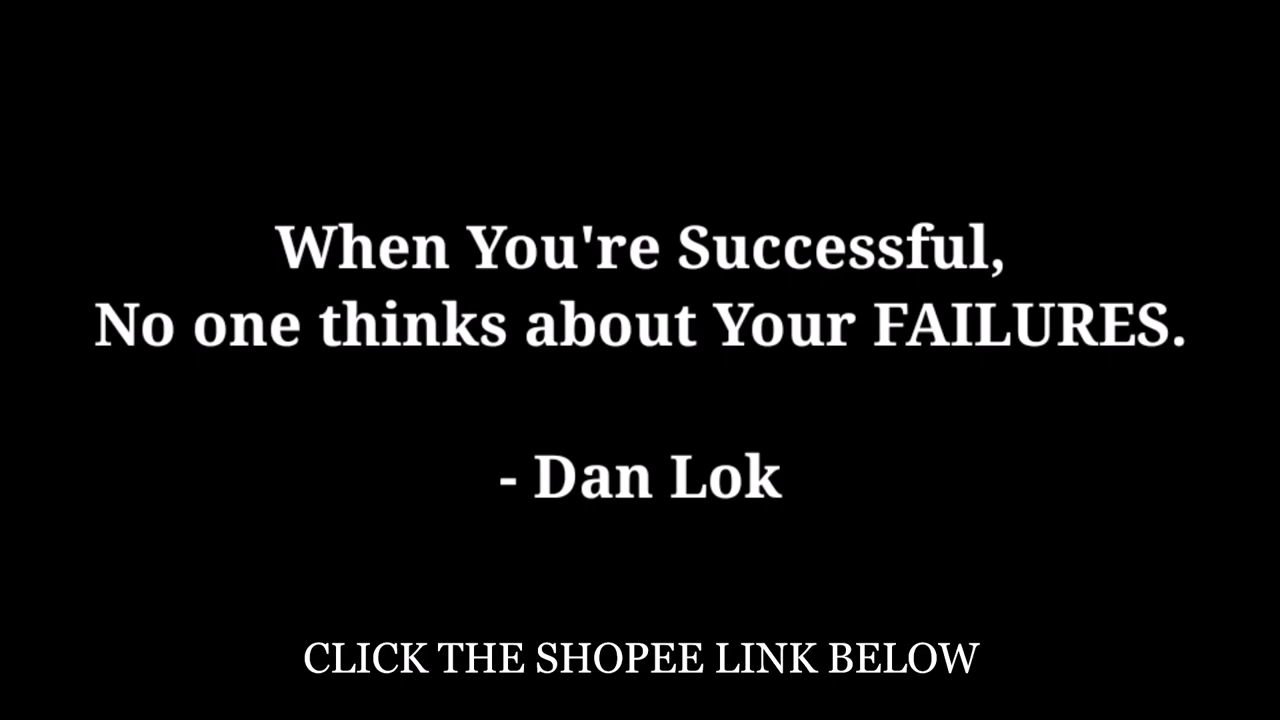 When You're Successful,
No one thinks about Your FAILURES.
- Dan Lok
CLICK THE SHOPEE LINK BELOW